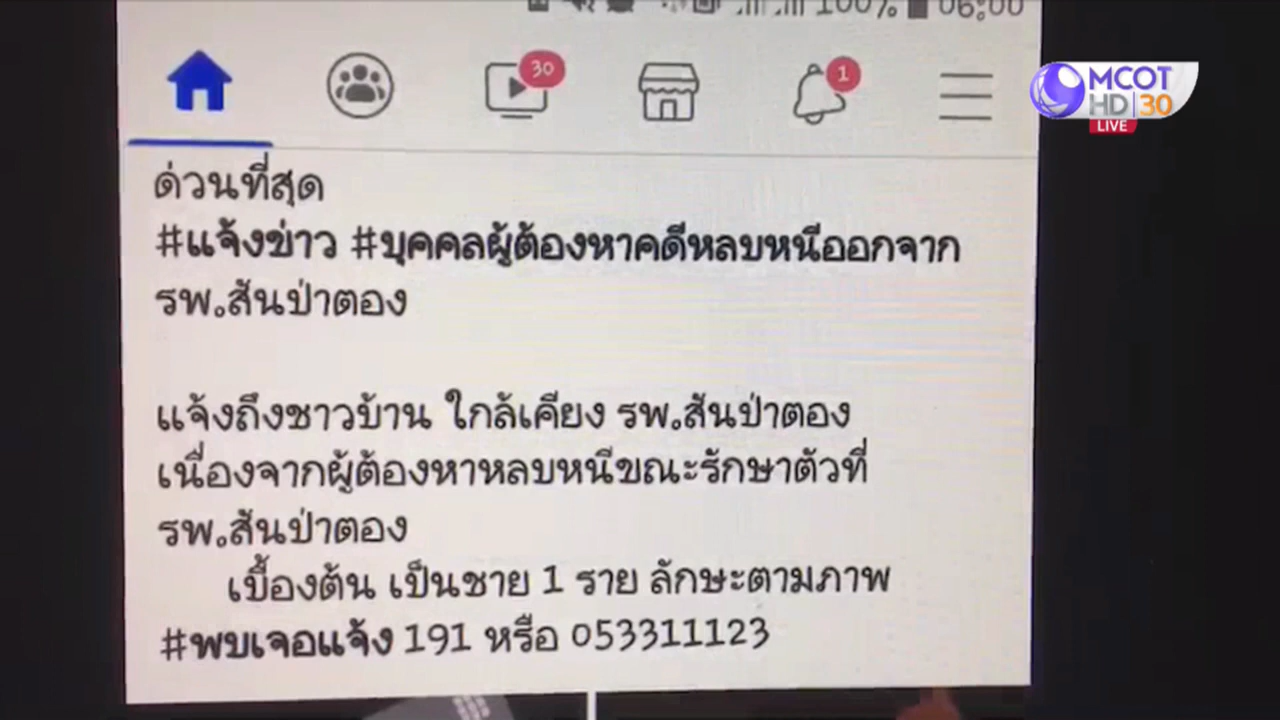 100% 06:00
30
1
MCOT
HD 30
LIVE
ด่วนที่สุด
#แจ้งข่าว #บุคคลผู้ต้องหาคดีหลบหนีออกจาก
รพ.สันป่าตอง
แจ้งถึงชาวบ้าน ใกล้เคียง รพ.สันป่าตอง
เนื่องจากผู้ต้องหาหลบหนีขณะรักษาตัวที่
รพ.สันป่าตอง
เบื้องต้น เป็นชาย 1 ราย ลักษะตามภาพ
#พบเจอแจ้ง 191 หรือ 053311123